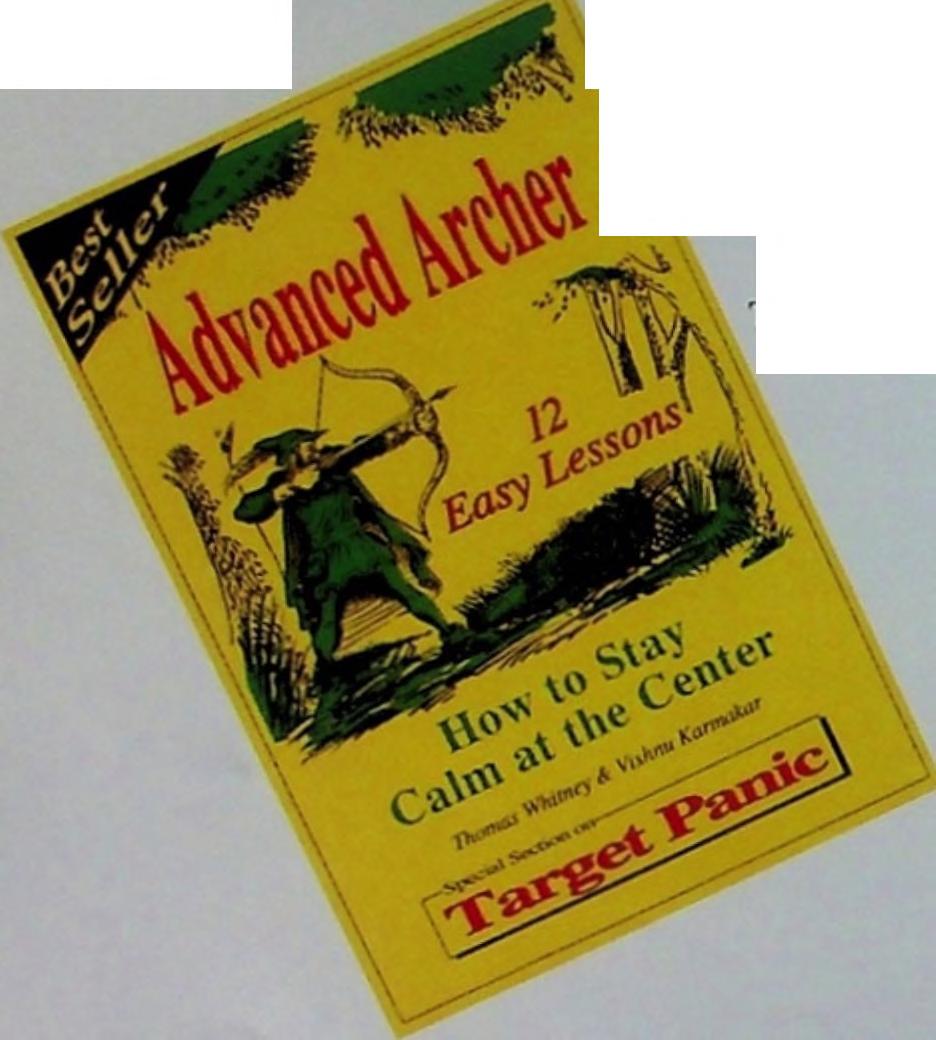 Best
Seller
Advanced Archer
12
Easy Lessons
How to Stay
Calm at the Center
Thomas Whitney & Vishnu Karmakar
Special Section on
Target Panic